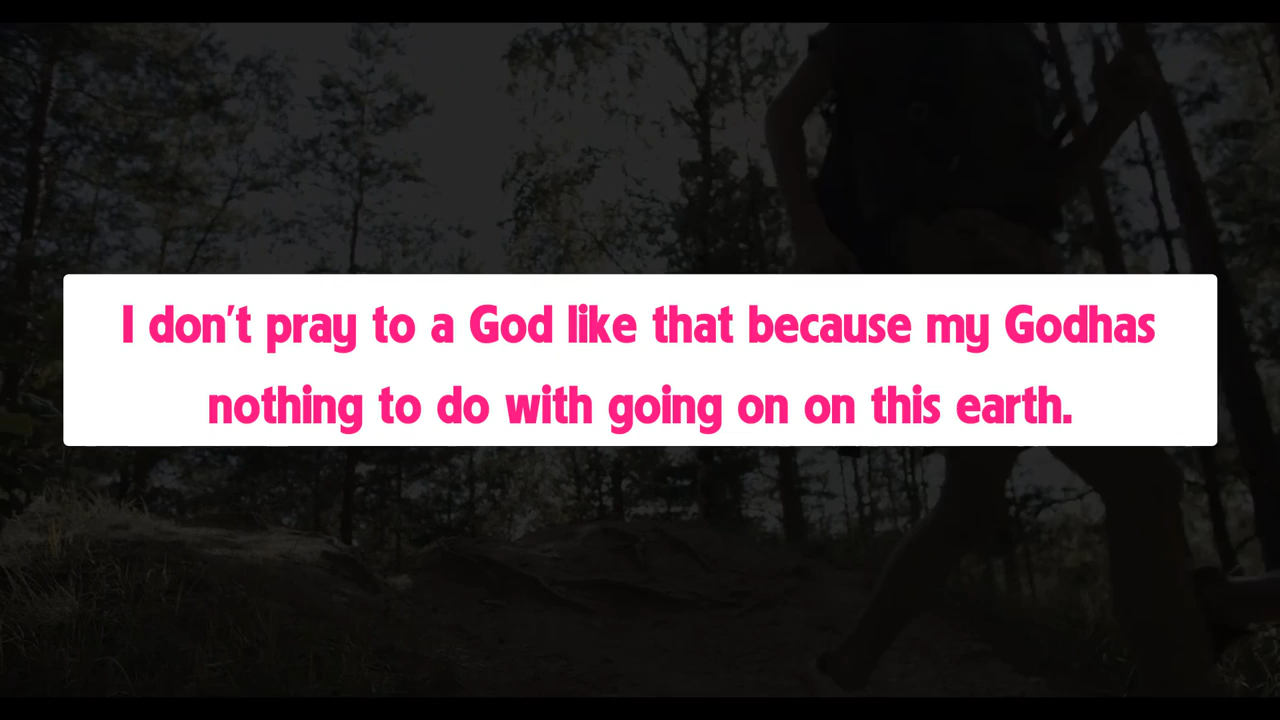 I don't pray to a God like that because my Godhas
nothing to do with going on on this earth.